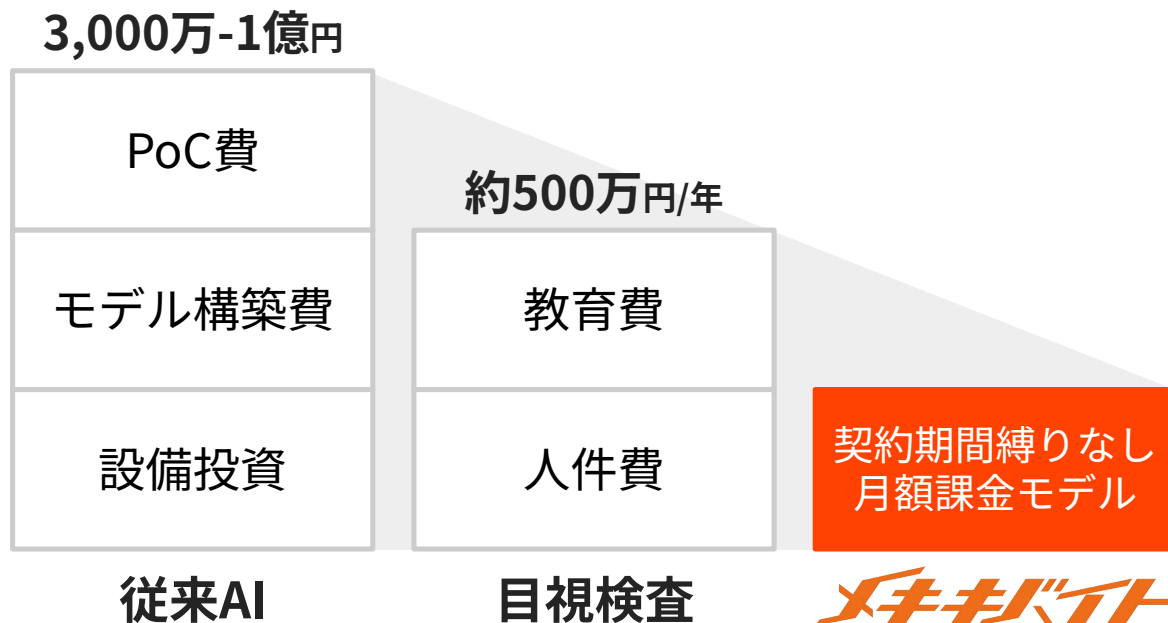 3,000万-1億円
PoC費
モデル構築費
設備投資
従来AI
約500万円/年
教育費
人件費
目視検査
契約期間縛りなし
月額課金モデル
メキキバイト